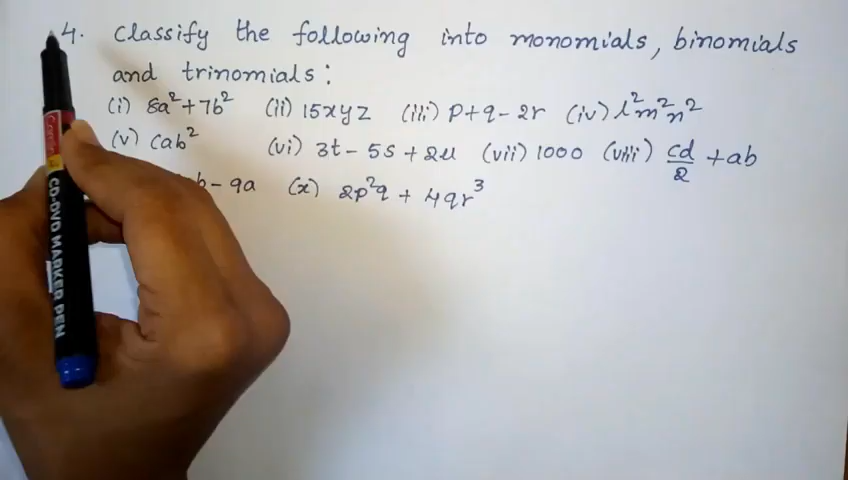 4. Classify the following into monomials, binomials
and trinomials:
(i) 8a²+7b² (ii) 15xyz (iii) p+q-2r (iv) l²m²n²
(v) cab² (vi) 3t-5s+2u (vii) 1000 (viii) cd/2 +ab
b-9a (x) 2p²q + 4qr³
CD-DVD MARKER PEN